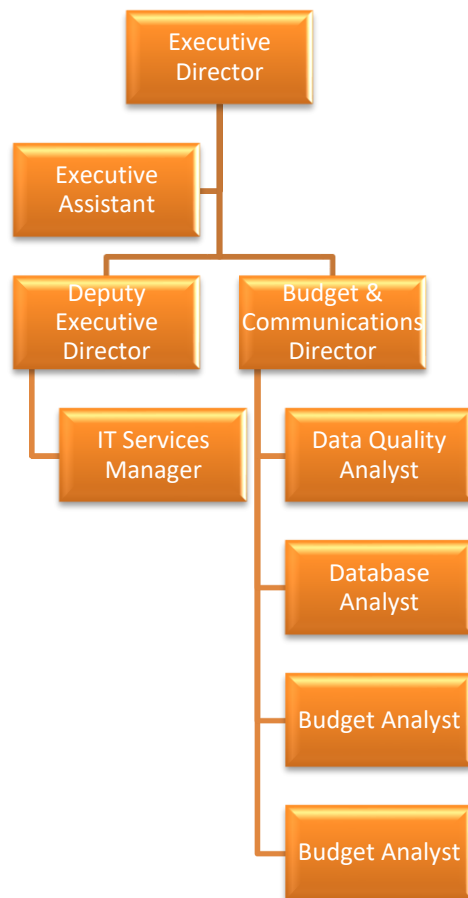 Executive
Director
Executive
Assistant
Deputy
Executive
Director
Budget &
Communications
Director
IT Services
Manager
Data Quality
Analyst
Database
Analyst
Budget Analyst
Budget Analyst